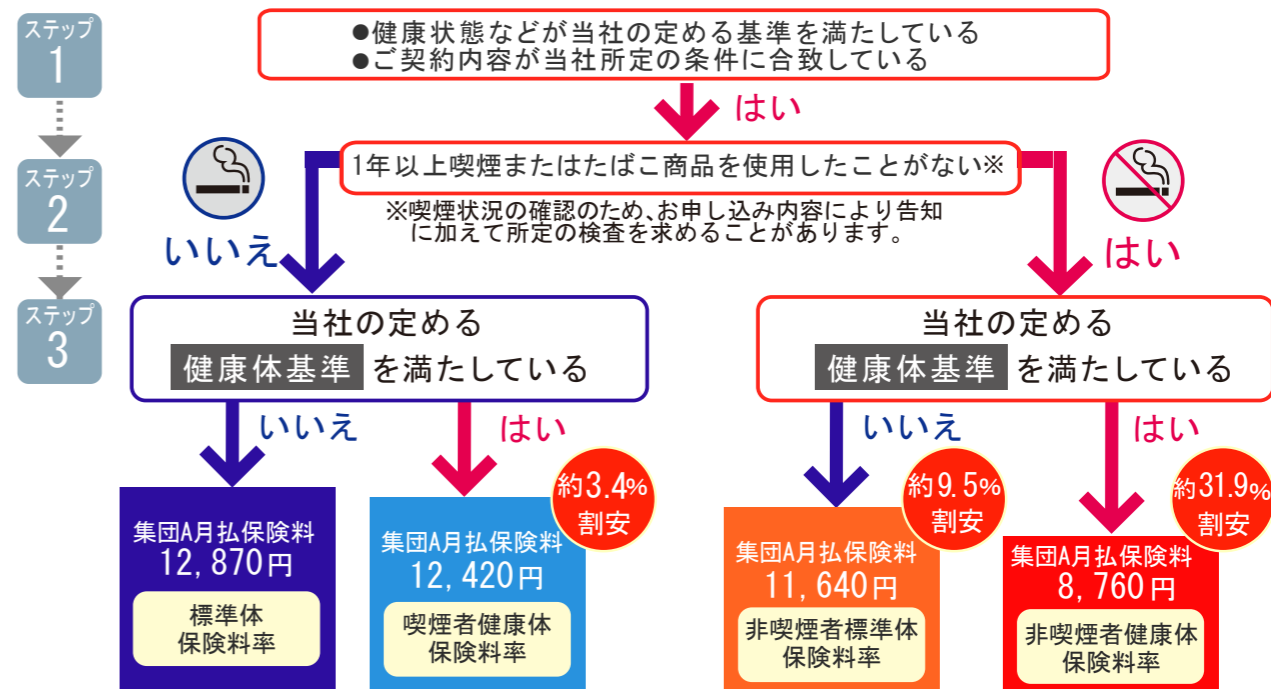 ステップ
1
●健康状態などが当社の定める基準を満たしている
●ご契約内容が当社所定の条件に合致している
はい
ステップ
2
1年以上喫煙またはたばこ商品を使用したことがない※
※喫煙状況の確認のため、お申し込み内容により告知
に加えて所定の検査を求めることがあります。
いいえ
はい
ステップ
3
当社の定める
健康体基準 を満たしている
当社の定める
健康体基準 を満たしている
いいえ
はい
いいえ
はい
集団A月払保険料
12,870円
標準体
保険料率
約3.4%
割安
集団A月払保険料
12,420円
喫煙者健康体
保険料率
約9.5%
割安
集団A月払保険料
11,640円
非喫煙者標準体
保険料率
約31.9%
割安
集団A月払保険料
8,760円
非喫煙者健康体
保険料率